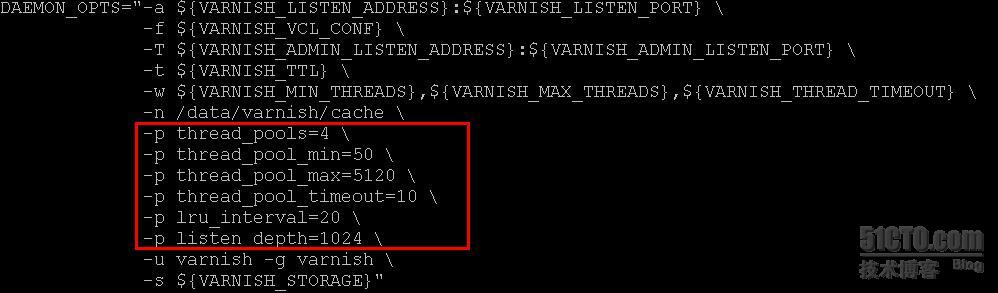 DAEMON_OPTS="-a ${VARNISH_LISTEN_ADDRESS}:${VARNISH_LISTEN_PORT} \
-f ${VARNISH_VCL_CONF} \
-T ${VARNISH_ADMIN_LISTEN_ADDRESS}:${VARNISH_ADMIN_LISTEN_PORT} \
-t ${VARNISH_TTL} \
-w ${VARNISH_MIN_THREADS},${VARNISH_MAX_THREADS},${VARNISH_THREAD_TIMEOUT} \
-n /data/varnish/cache \
-p thread_pools=4 \
-p thread_pool_min=50 \
-p thread_pool_max=5120 \
-p thread_pool_timeout=10 \
-p lru_interval=20 \
-p listen_depth=1024 \
-u varnish -g varnish \
-s ${VARNISH_STORAGE}"
51CTO.com
技术博客 Blog